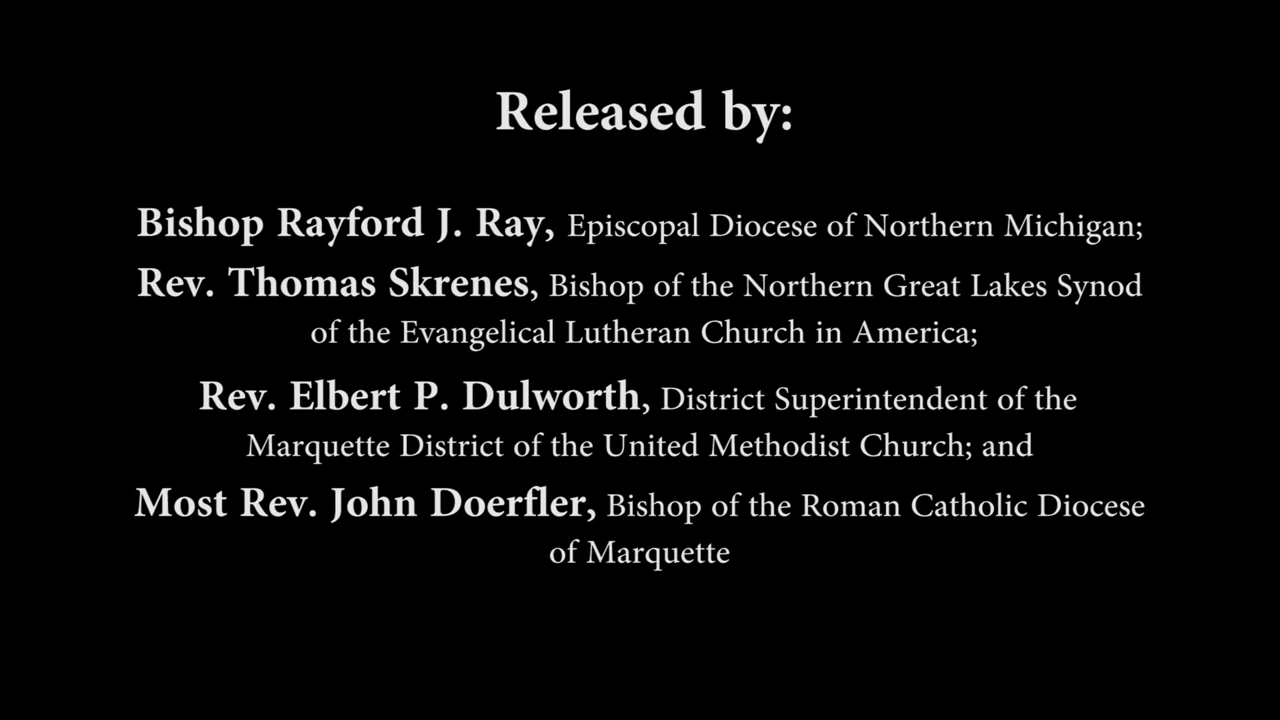 Released by:
Bishop Rayford J. Ray, Episcopal Diocese of Northern Michigan;
Rev. Thomas Skrenes, Bishop of the Northern Great Lakes Synod
of the Evangelical Lutheran Church in America;
Rev. Elbert P. Dulworth, District Superintendent of the
Marquette District of the United Methodist Church; and
Most Rev. John Doerfler, Bishop of the Roman Catholic Diocese
of Marquette